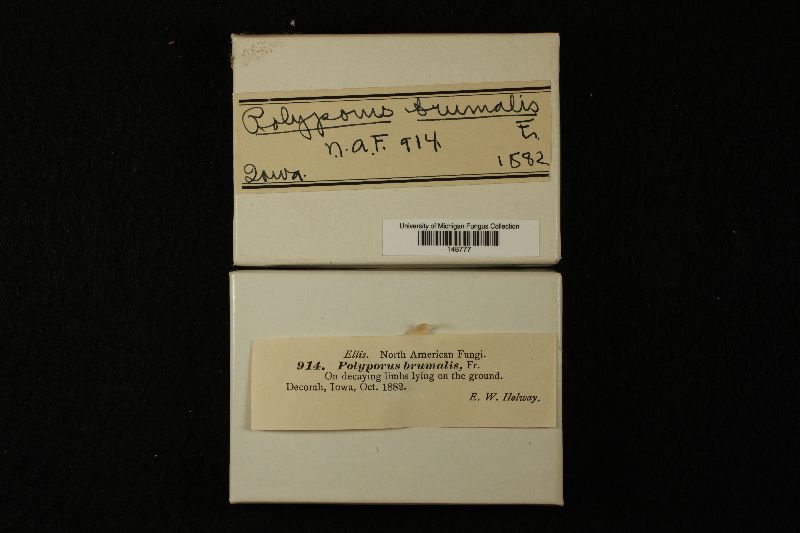 Polyporus brumalis
Fr.
N.A.F. 914.
Iowa. 1882
University of Michigan Fungus Collection
148777
Ellis. North American Fungi.
914. Polyporus brumalis, Fr.
On decaying limbs lying on the ground.
Decorah, Iowa, Oct. 1882.
E. W. Holway.